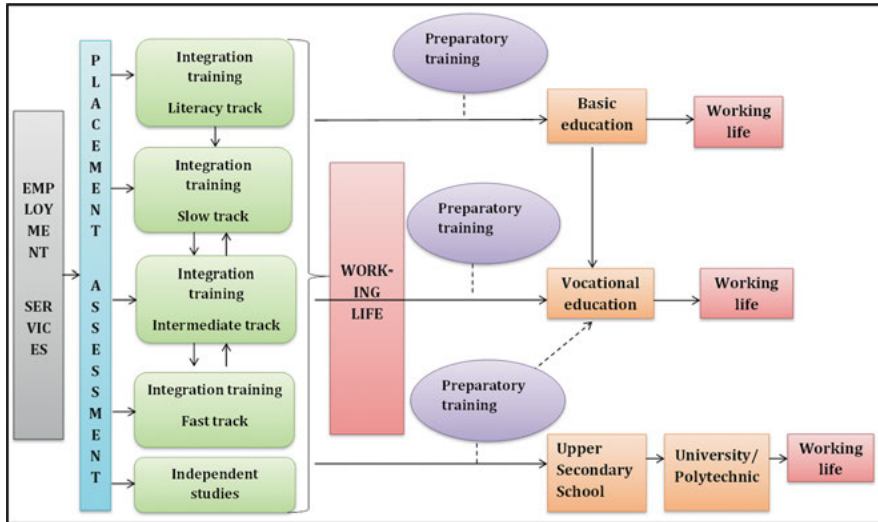 EMP
LOY
ME
NT
SER
VIC
ES
P
L
A
C
E
M
E
N
T
A
S
S
E
S
S
M
E
N
T
Integration
training
Literacy track
Integration
training
Slow track
Integration
training
Intermediate track
Integration training
Fast track
Independent
studies
WORK-
ING
LIFE
Preparatory
training
Basic
education
Working
life
Preparatory
training
Vocational
education
Working
life
Preparatory
training
Upper
Secondary
School
University/
Polytechnic
Working
life